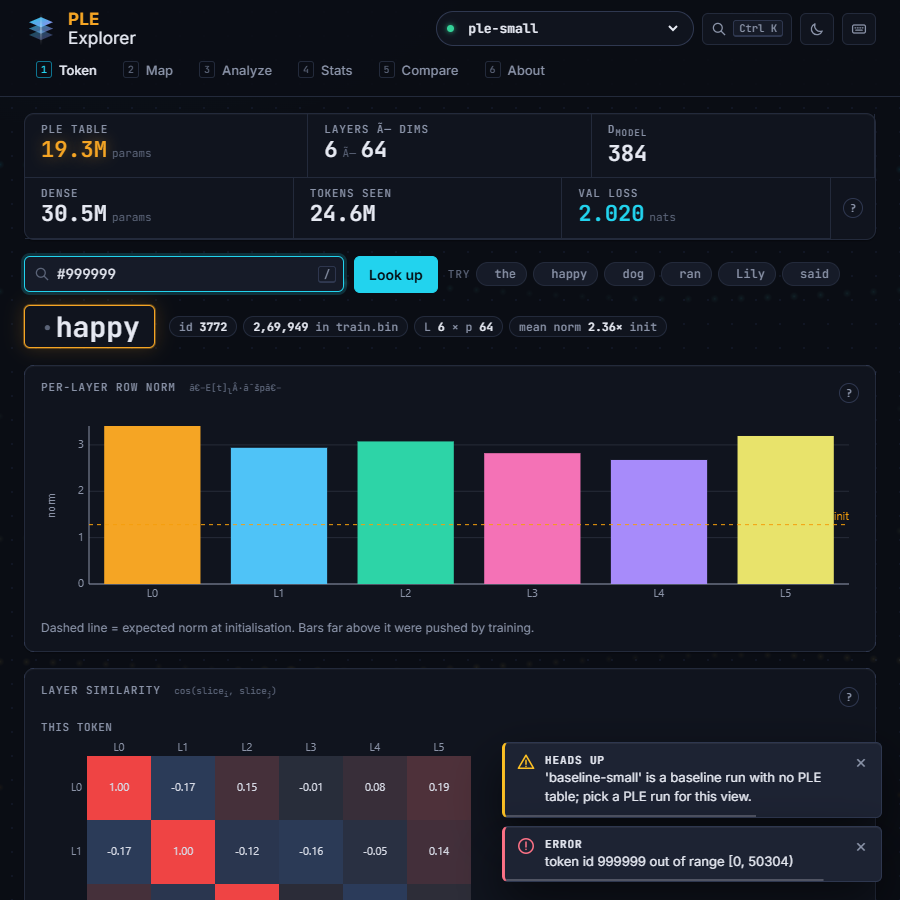 PLE
Explorer
ple-small
Ctrl K
1 Token 2 Map 3 Analyze 4 Stats 5 Compare 6 About
PLE TABLE
19.3M params
LAYERS Ã— DIMS
6 Ã— 64
DMODEL
384
DENSE
30.5M params
TOKENS SEEN
24.6M
VAL LOSS
2.020 nats
?
#999999 /
Look up
TRY the happy dog ran Lily said
•happy
id 3772
2,69,949 in train.bin
L 6 × p 64
mean norm 2.36× init
PER-LAYER ROW NORM
?
3
2
1
0
norm
init
L0 L1 L2 L3 L4 L5
Dashed line = expected norm at initialisation. Bars far above it were pushed by training.
LAYER SIMILARITY cos(slicei, slicej)
?
THIS TOKEN
L0 L1 L2 L3 L4 L5
L0 1.00 -0.17 0.15 -0.01 0.08 0.19
L1 -0.17 1.00 -0.12 -0.16 -0.05 0.14
HEADS UP
'baseline-small' is a baseline run with no PLE
table; pick a PLE run for this view.
ERROR
token id 999999 out of range [0, 50304)